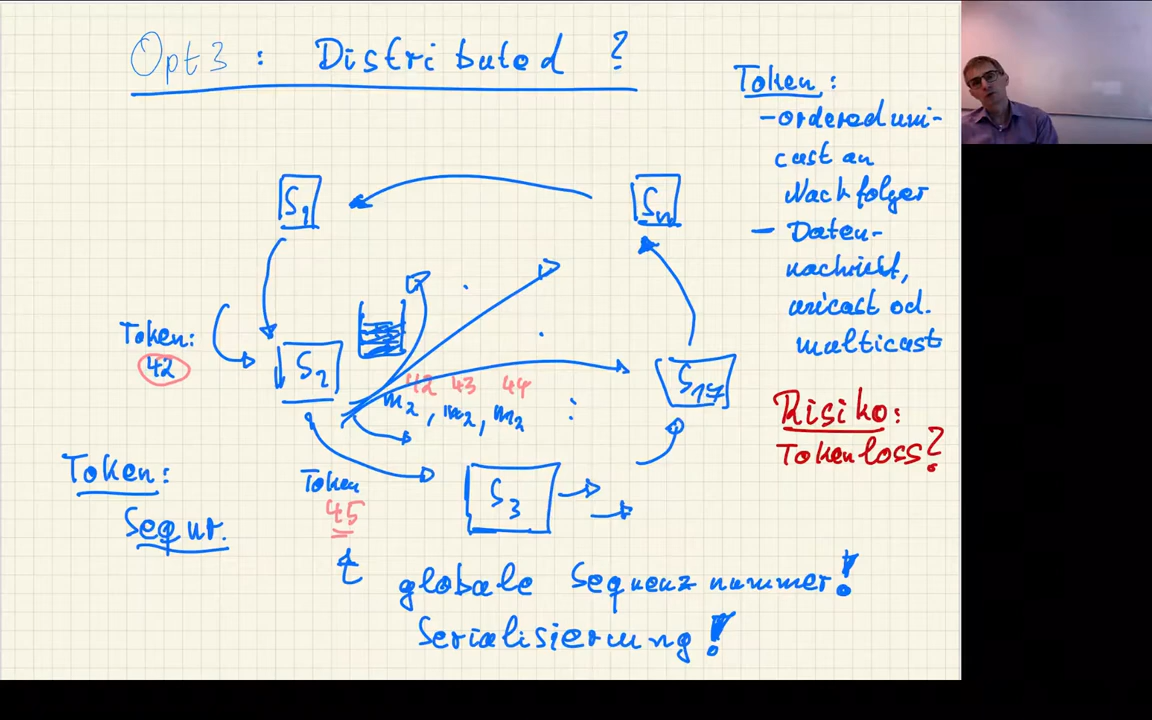 Opt 3 : Distributed ?
Token :
- ordered uni-
cast an
Nachfolger
- Daten-
nachricht,
unicast od.
multicast
Risiko:
Tokenloss?
S1
Sn
Token:
42
S2
S17
42 43 44
m2, m2, m2
Token
45
S3
Token:
Seqnr.
globale Sequenznummer!
Serialisierung!